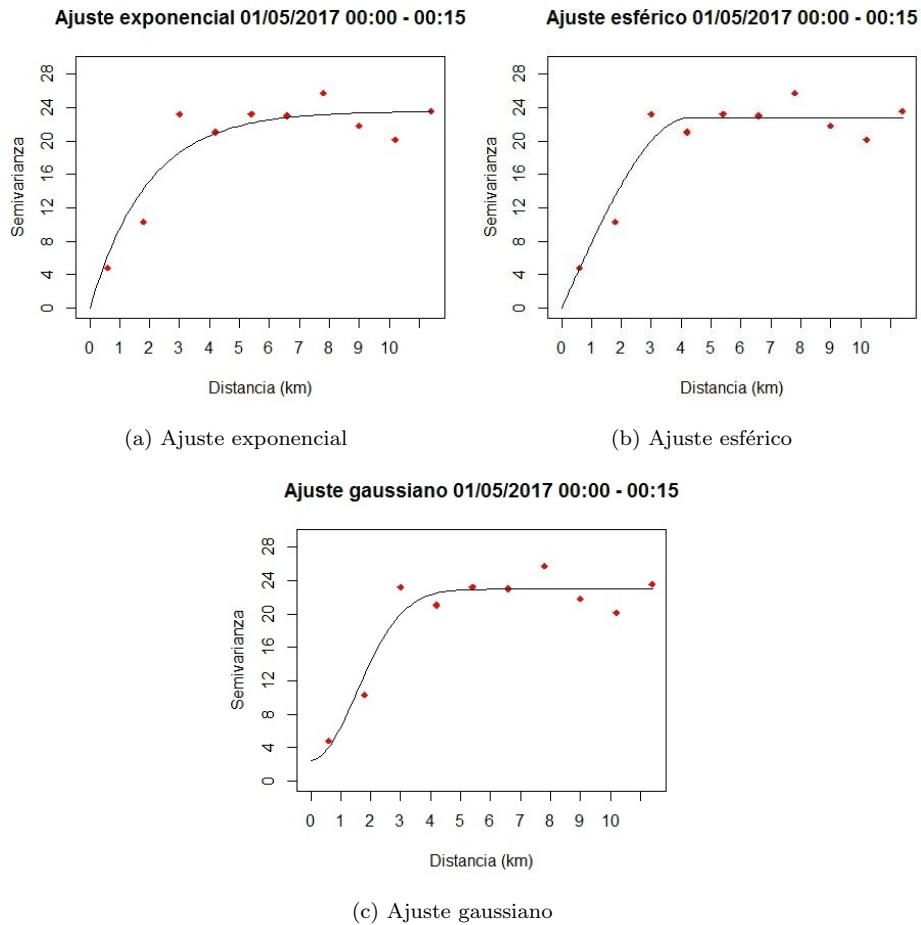 Ajuste exponencial 01/05/2017 00:00 - 00:15
Semivarianza
0 4 8 12 16 20 24 28
0 1 2 3 4 5 6 7 8 9 10
Distancia (km)
(a) Ajuste exponencial
Ajuste esférico 01/05/2017 00:00 - 00:15
Semivarianza
0 4 8 12 16 20 24 28
0 1 2 3 4 5 6 7 8 9 10
Distancia (km)
(b) Ajuste esférico
Ajuste gaussiano 01/05/2017 00:00 - 00:15
Semivarianza
0 4 8 12 16 20 24 28
0 1 2 3 4 5 6 7 8 9 10
Distancia (km)
(c) Ajuste gaussiano